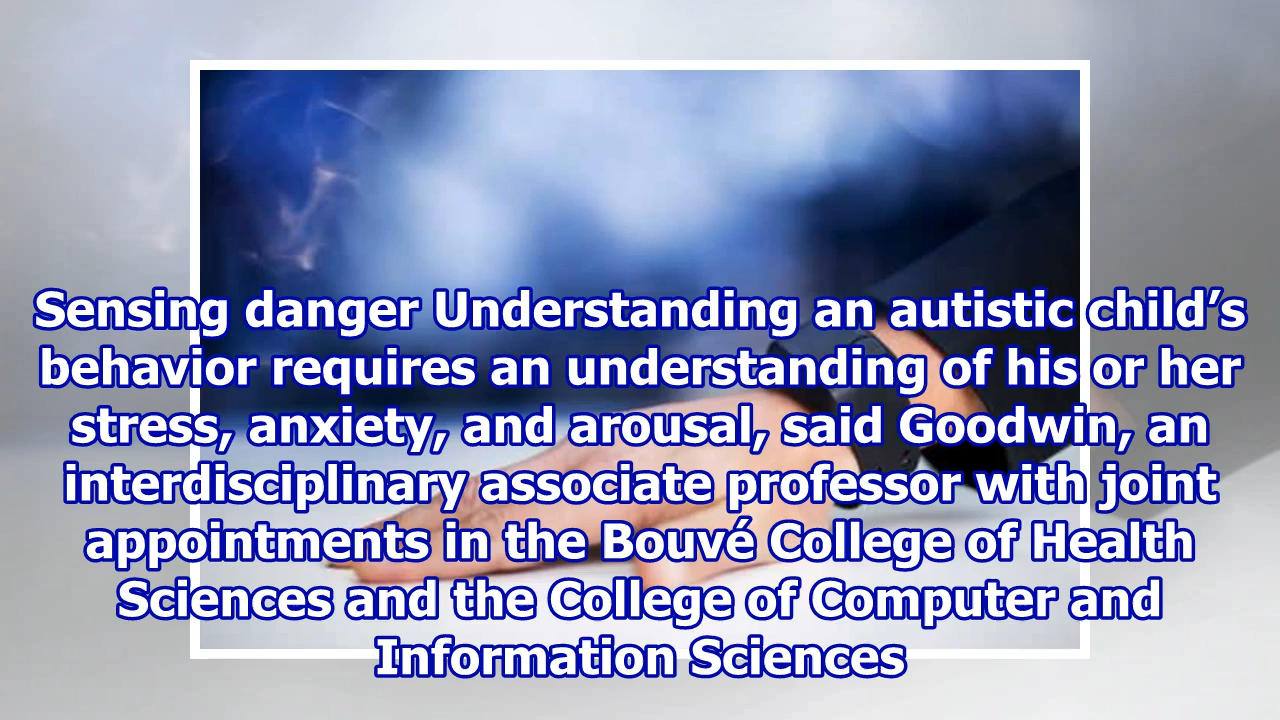 Sensing danger Understanding an autistic child’s
behavior requires an understanding of his or her
stress, anxiety, and arousal, said Goodwin, an
interdisciplinary associate professor with joint
appointments in the Bouvé College of Health
Sciences and the College of Computer and
Information Sciences